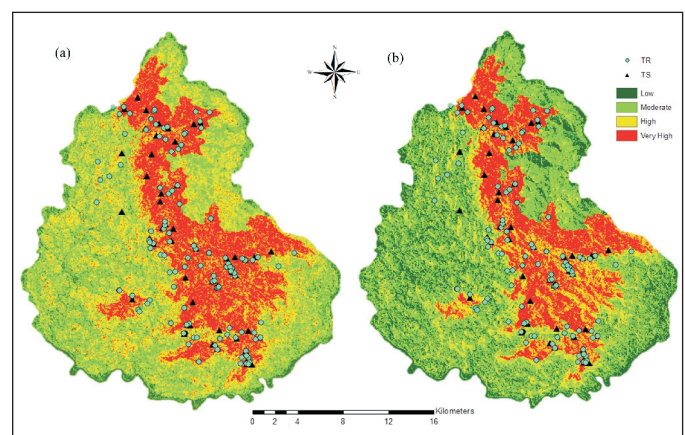 (a)
(b)
N
W
E
S
TR
TS
Low
Moderate
High
Very High
Kilometers
0 2 4 8 12 16